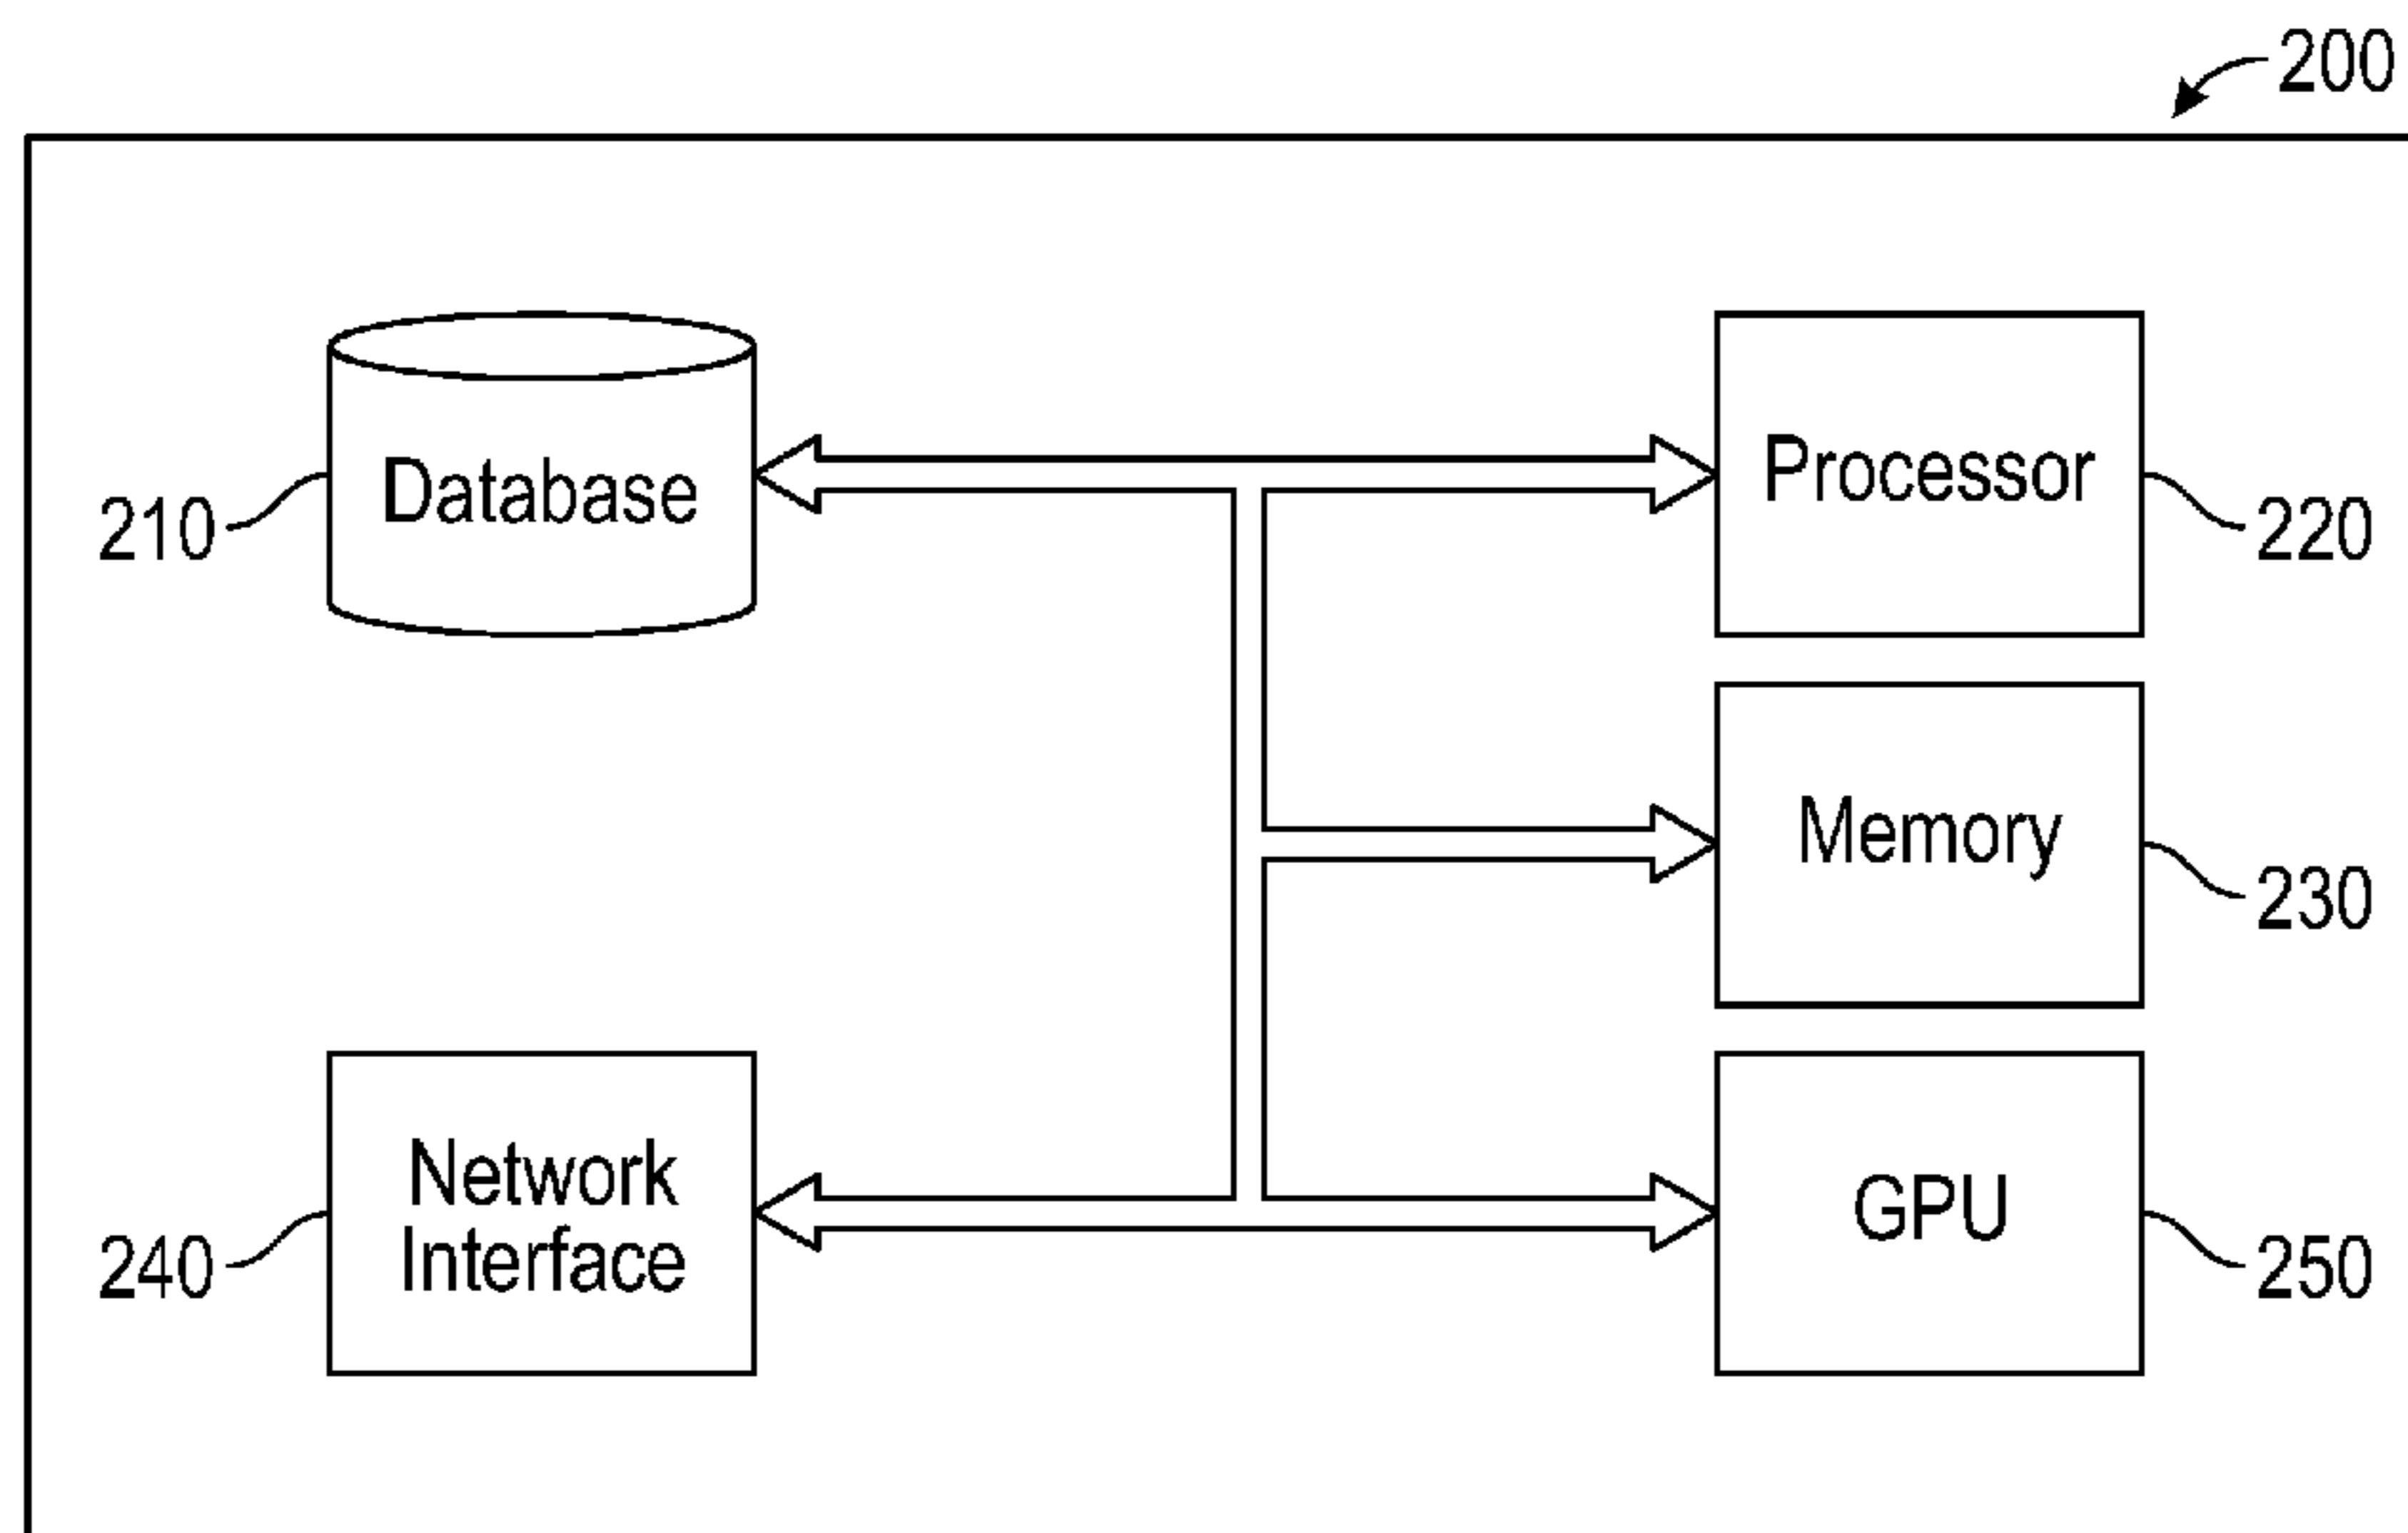 200
Database
210
Processor
220
Memory
230
Network
Interface
240
GPU
250